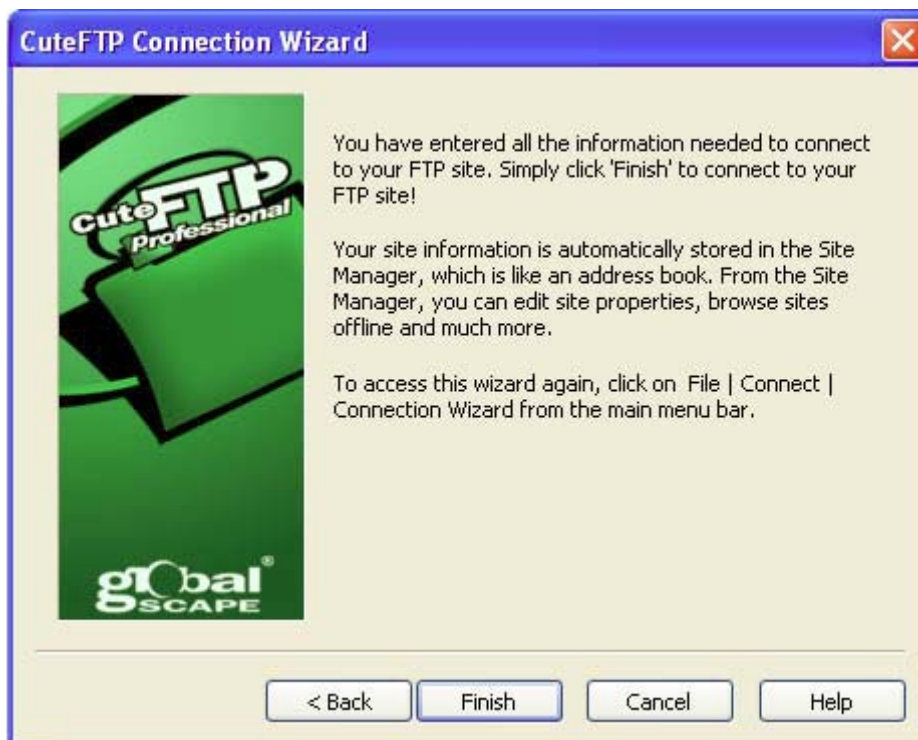 CuteFTP Connection Wizard
CuteFTP
Professional
You have entered all the information needed to connect
to your FTP site. Simply click 'Finish' to connect to your
FTP site!
Your site information is automatically stored in the Site
Manager, which is like an address book. From the Site
Manager, you can edit site properties, browse sites
offline and much more.
To access this wizard again, click on File | Connect |
Connection Wizard from the main menu bar.
globalSCAPE®
< Back Finish Cancel Help